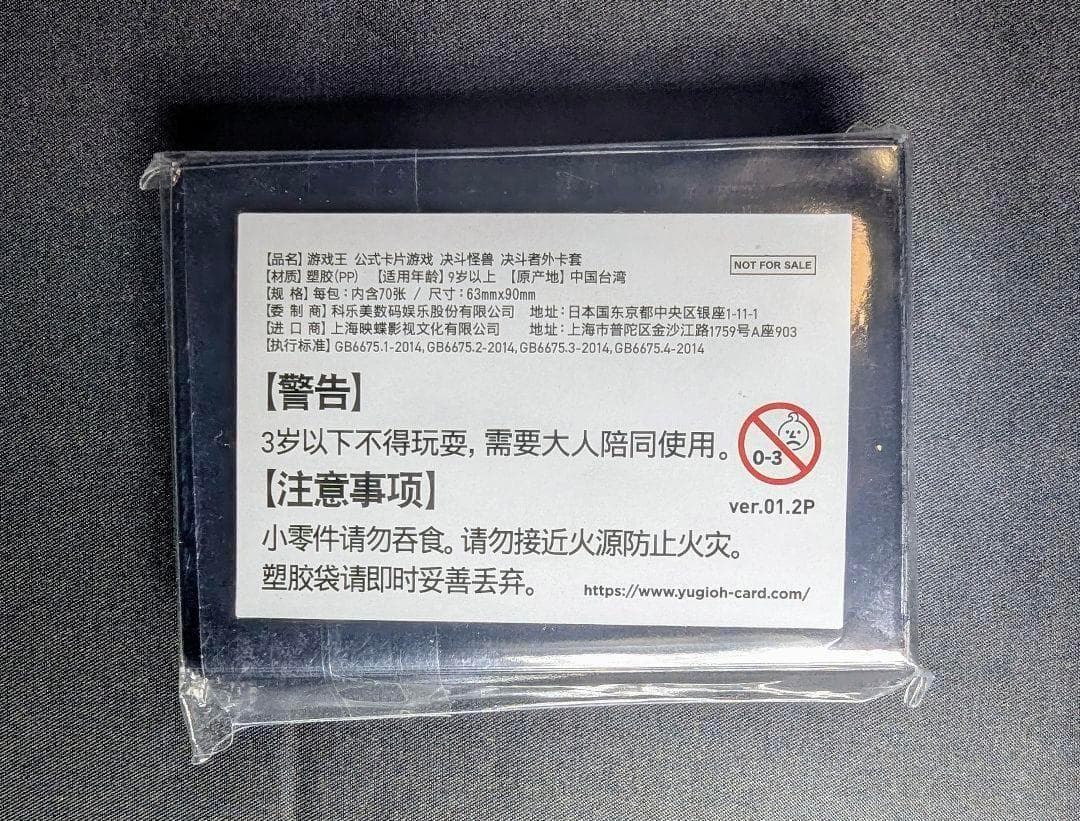 【品名】游戏王 公式卡片游戏 决斗怪兽 决斗者外卡套
NOT FOR SALE
【材质】塑胶(PP) 【适用年龄】9岁以上 【原产地】中国台湾
【规 格】每包：内含70张 / 尺寸：63mmx90mm
【委 制 商】科乐美数码娱乐股份有限公司 地址：日本国东京都中央区银座1-11-1
【进 口 商】上海映蝶影视文化有限公司 地址：上海市普陀区金沙江路1759号A座903
【执行标准】GB6675.1-2014, GB6675.2-2014, GB6675.3-2014, GB6675.4-2014
【警告】
3岁以下不得玩耍，需要大人陪同使用。
0-3
【注意事项】
ver.01.2P
小零件请勿吞食。请勿接近火源防止火灾。
塑胶袋请即时妥善丢弃。
https://www.yugioh-card.com/